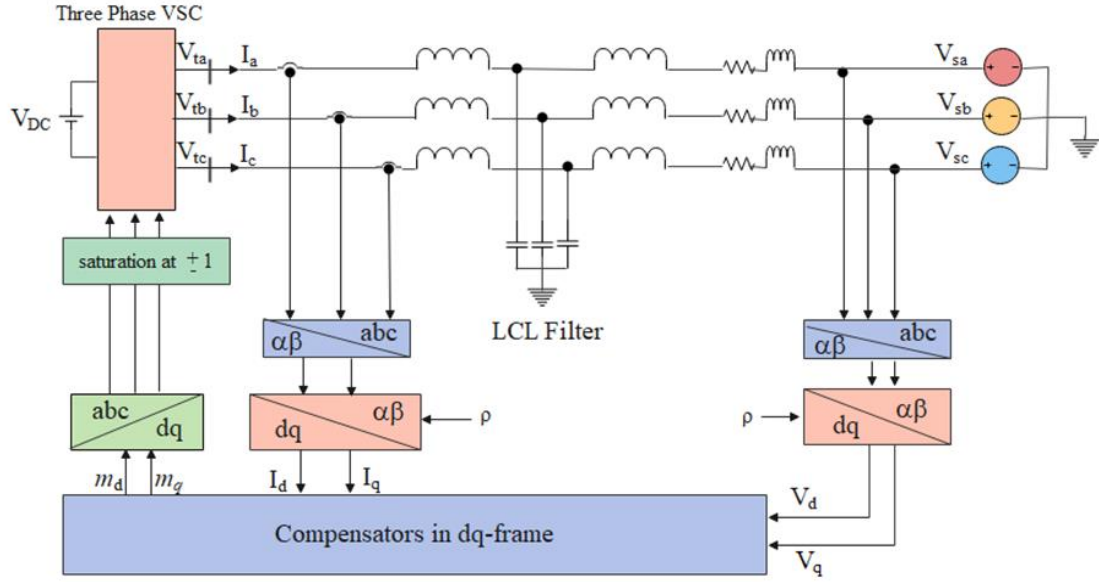 Three Phase VSC
V_DC
V_ta
I_a
V_tb
I_b
V_tc
I_c
V_sa
+ -
V_sb
+ -
V_sc
+ -
saturation at ± 1
LCL Filter
abc
αβ
abc
αβ
abc
dq
αβ
dq
ρ
ρ
αβ
dq
m_d
m_q
I_d
I_q
V_d
Compensators in dq-frame
V_q